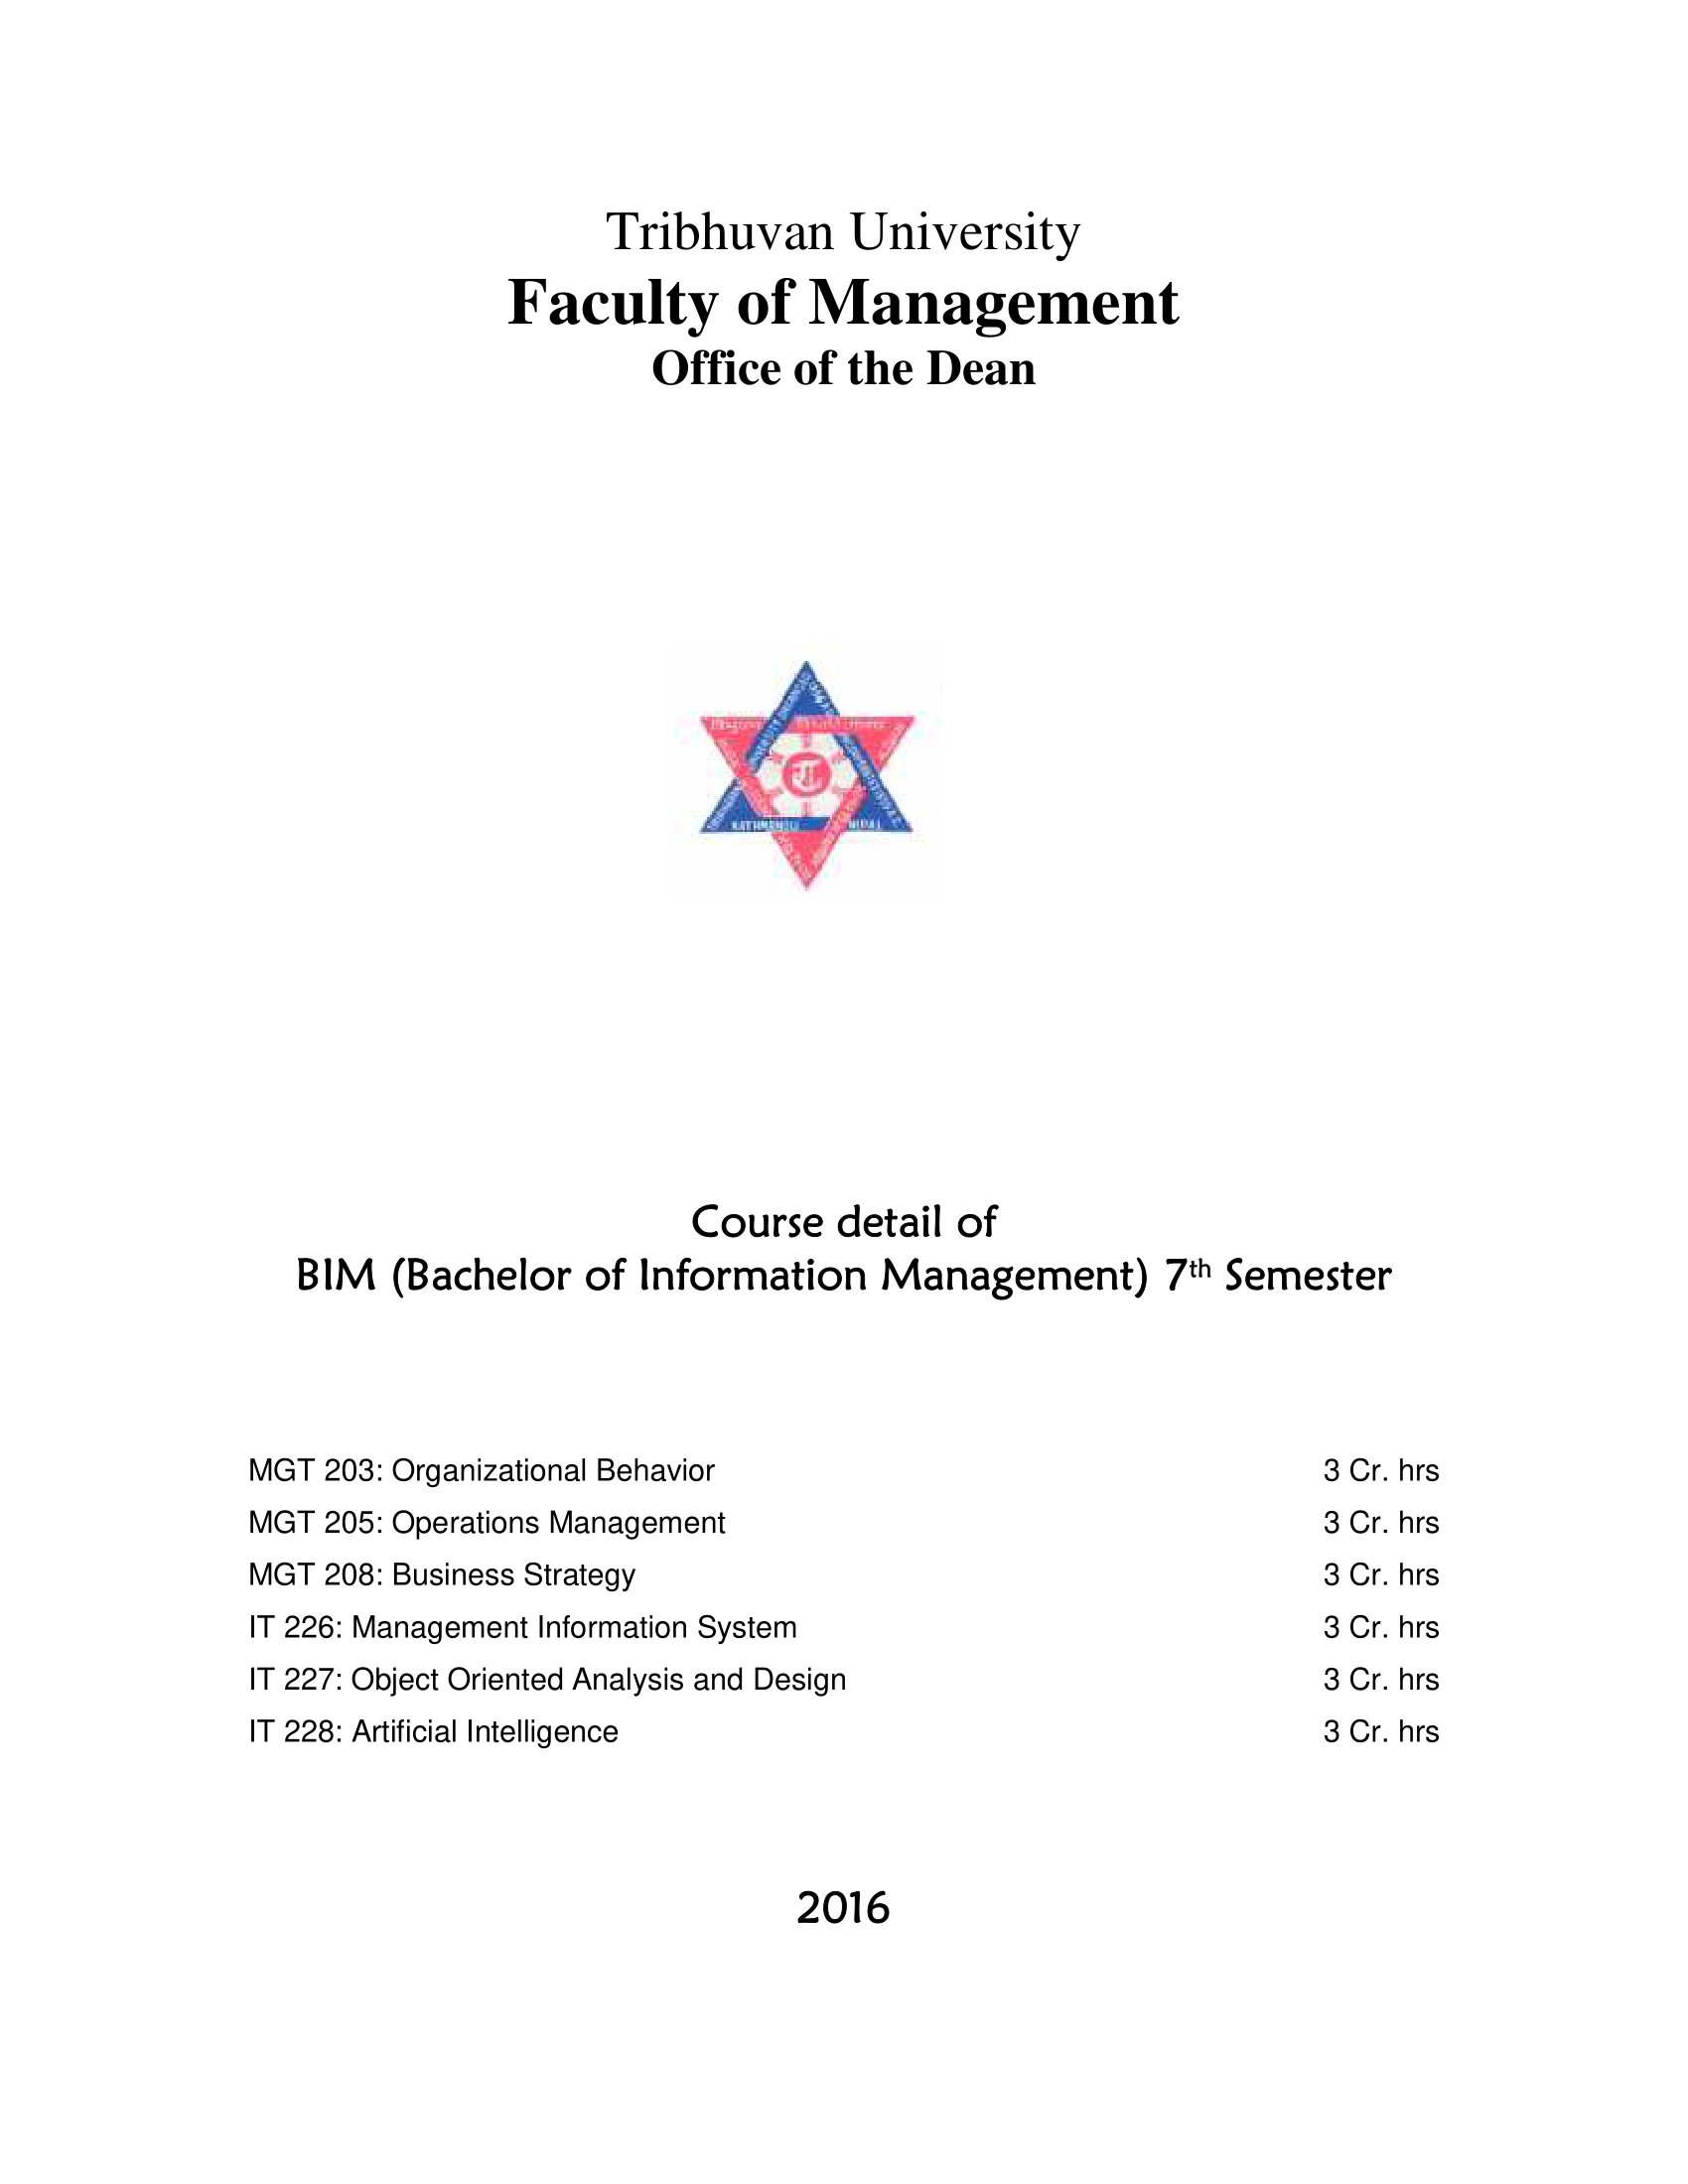 Tribhuvan University
Faculty of Management
Office of the Dean
KATHMANDU NEPAL
Course detail of
BIM (Bachelor of Information Management) 7th Semester
MGT 203: Organizational Behavior 3 Cr. hrs
MGT 205: Operations Management 3 Cr. hrs
MGT 208: Business Strategy 3 Cr. hrs
IT 226: Management Information System 3 Cr. hrs
IT 227: Object Oriented Analysis and Design 3 Cr. hrs
IT 228: Artificial Intelligence 3 Cr. hrs
2016